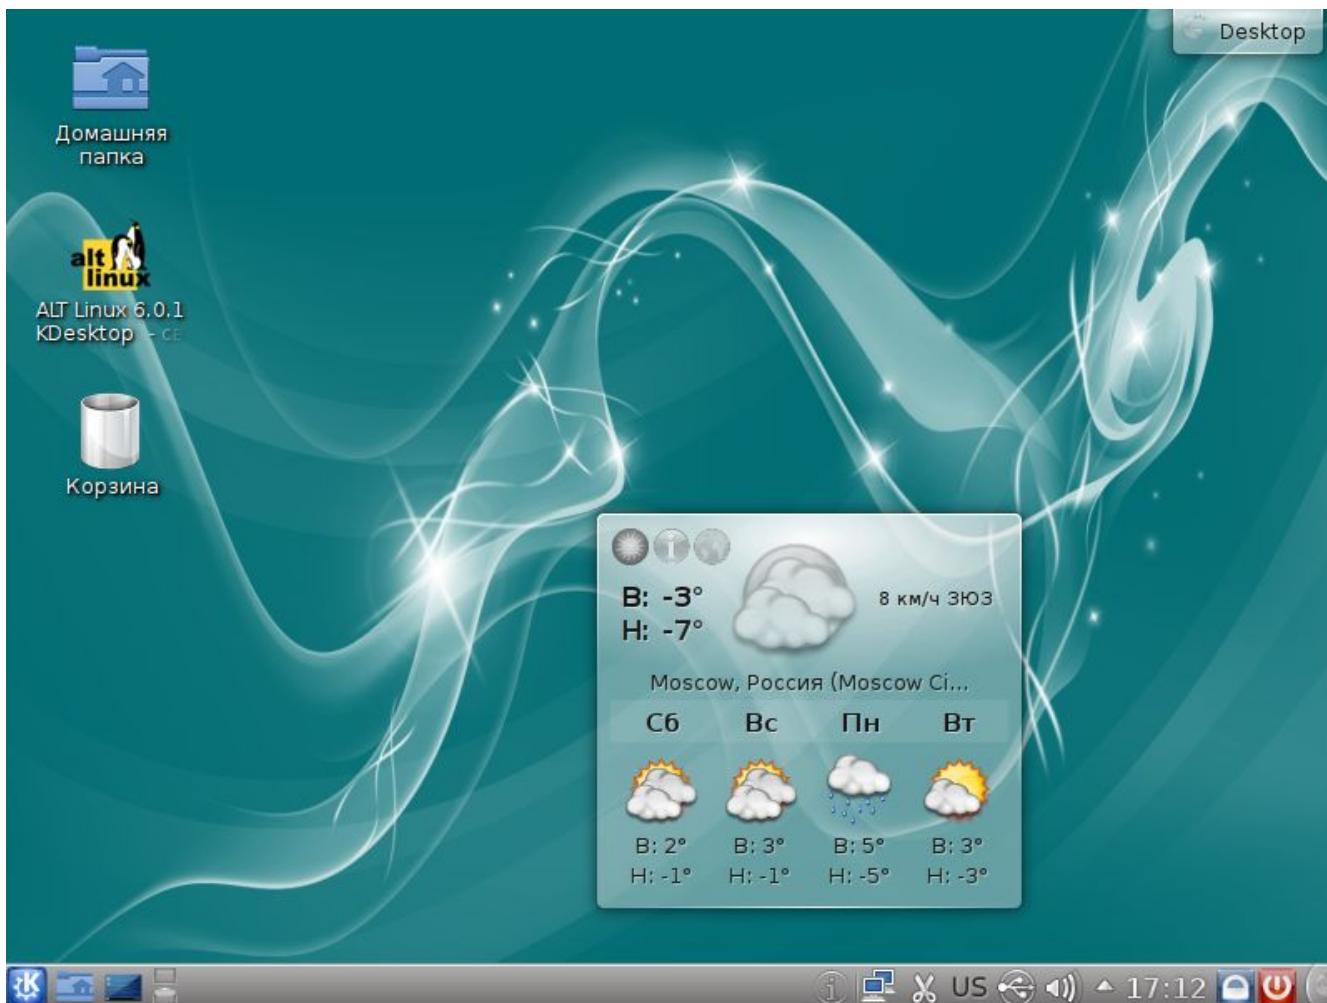 Desktop
Домашняя
папка
alt
linux
ALT Linux 6.0.1
KDesktop -
Корзина
В: -3°
Н: -7°
8 км/ч ЗЮЗ
Moscow, Россия (Moscow Ci...
Сб Вс Пн Вт
В: 2° В: 3° В: 5° В: 3°
Н: -1° Н: -1° Н: -5° Н: -3°
US 17:12